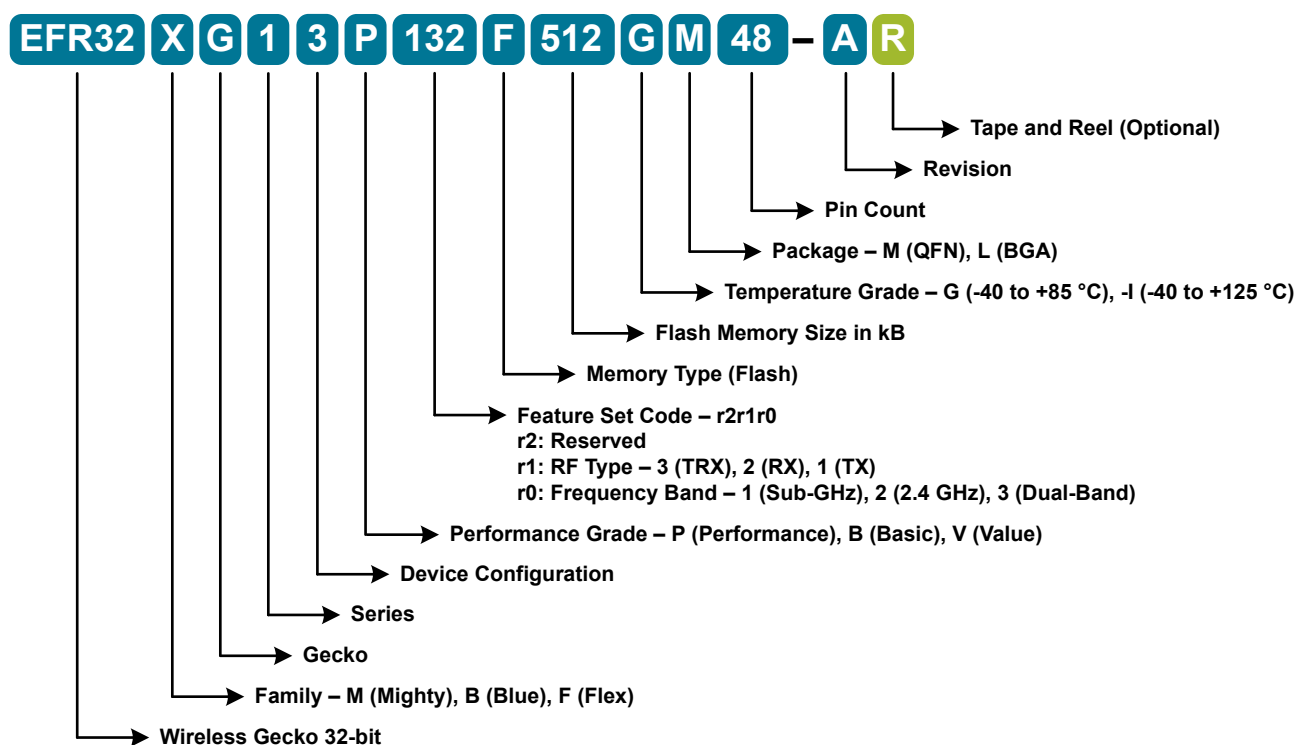 EFR32 X G 1 3 P 132 F 512 G M 48 – A R
Tape and Reel (Optional)
Revision
Pin Count
Package – M (QFN), L (BGA)
Temperature Grade – G (-40 to +85 °C), -I (-40 to +125 °C)
Flash Memory Size in kB
Memory Type (Flash)
Feature Set Code – r2r1r0
r2: Reserved
r1: RF Type – 3 (TRX), 2 (RX), 1 (TX)
r0: Frequency Band – 1 (Sub-GHz), 2 (2.4 GHz), 3 (Dual-Band)
Performance Grade – P (Performance), B (Basic), V (Value)
Device Configuration
Series
Gecko
Family – M (Mighty), B (Blue), F (Flex)
Wireless Gecko 32-bit